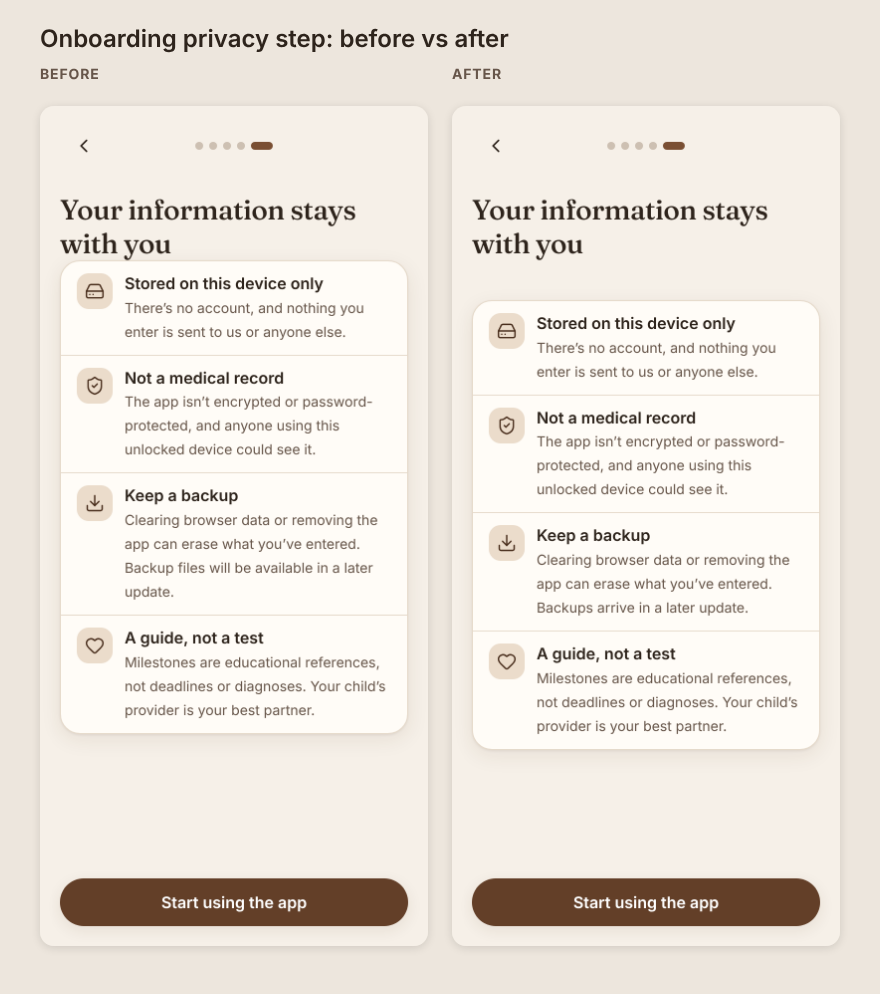 Onboarding privacy step: before vs after
BEFORE
Your information stays
with you
Stored on this device only
There’s no account, and nothing you
enter is sent to us or anyone else.
Not a medical record
The app isn’t encrypted or password-
protected, and anyone using this
unlocked device could see it.
Keep a backup
Clearing browser data or removing the
app can erase what you’ve entered.
Backup files will be available in a later
update.
A guide, not a test
Milestones are educational references,
not deadlines or diagnoses. Your child’s
provider is your best partner.
Start using the app
AFTER
Your information stays
with you
Stored on this device only
There’s no account, and nothing you
enter is sent to us or anyone else.
Not a medical record
The app isn’t encrypted or password-
protected, and anyone using this
unlocked device could see it.
Keep a backup
Clearing browser data or removing the
app can erase what you’ve entered.
Backups arrive in a later update.
A guide, not a test
Milestones are educational references,
not deadlines or diagnoses. Your child’s
provider is your best partner.
Start using the app